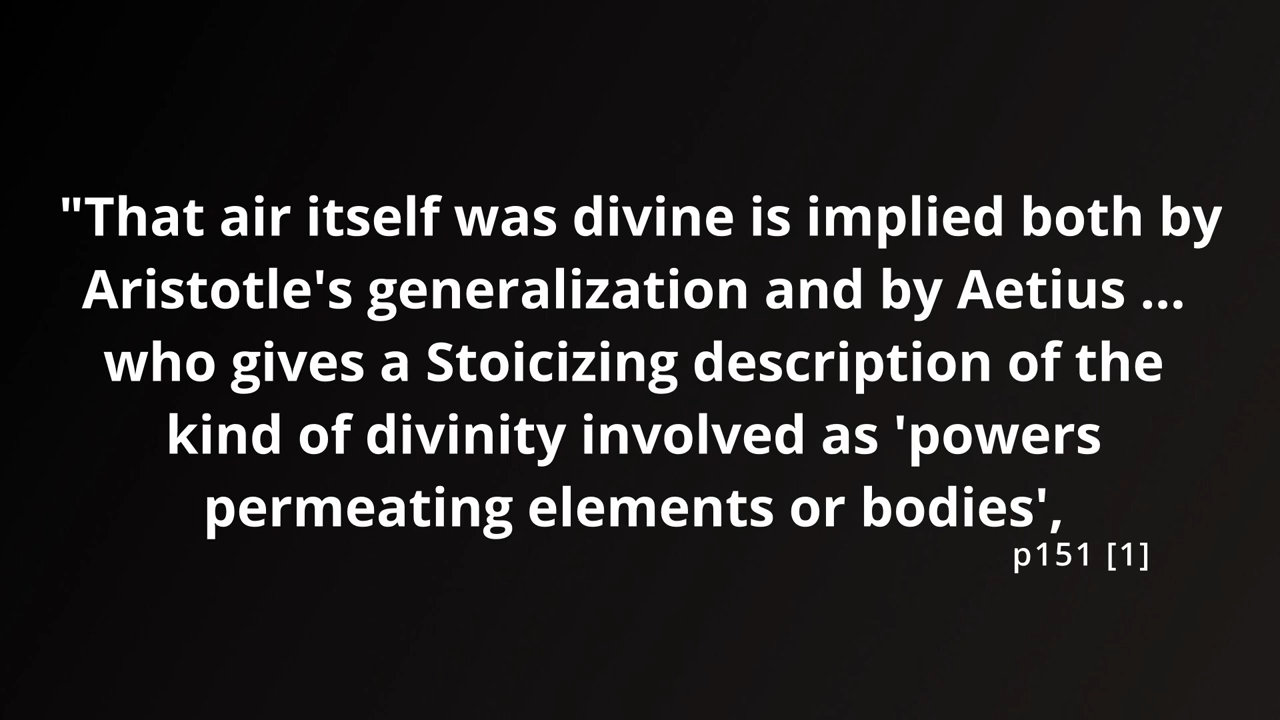 "That air itself was divine is implied both by
Aristotle's generalization and by Aetius ...
who gives a Stoicizing description of the
kind of divinity involved as 'powers
permeating elements or bodies',
p151 [1]